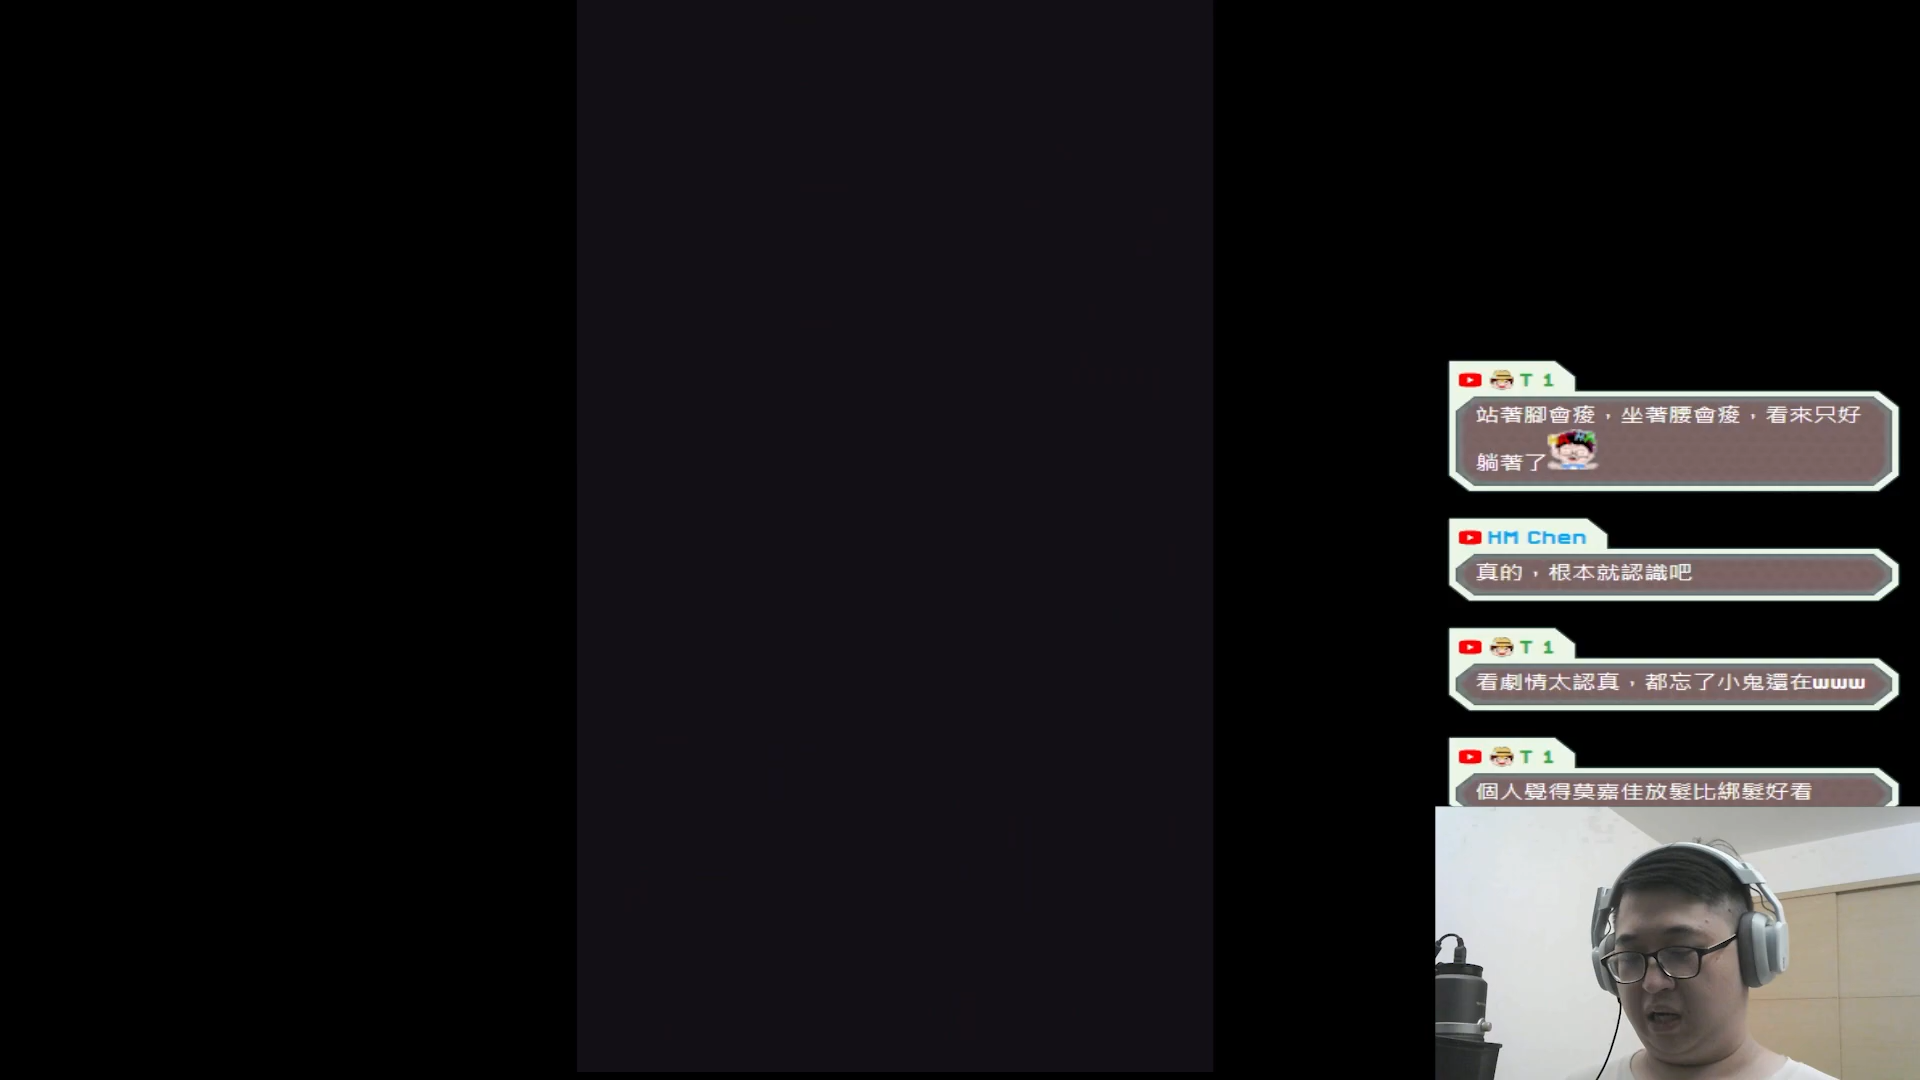 T 1
站著腳會痠，坐著腰會痠，看來只好
躺著了
HM Chen
真的，根本就認識吧
T 1
看劇情太認真，都忘了小鬼還在www
T 1
個人覺得莫嘉佳放髮比綁髮好看